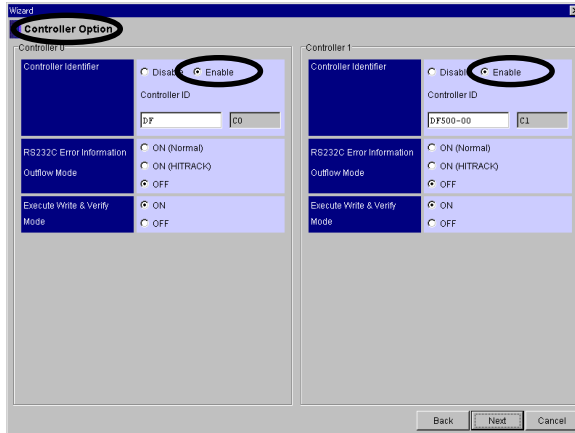 Wizard
Controller Option
Controller 0
Controller Identifier
Disable Enable
Controller ID
DF C0
RS232C Error Information
Outflow Mode
ON (Normal)
ON (HITRACK)
OFF
Execute Write & Verify
Mode
ON
OFF
Controller 1
Controller Identifier
Disable Enable
Controller ID
DF500-00 C1
RS232C Error Information
Outflow Mode
ON (Normal)
ON (HITRACK)
OFF
Execute Write & Verify
Mode
ON
OFF
Back Next Cancel